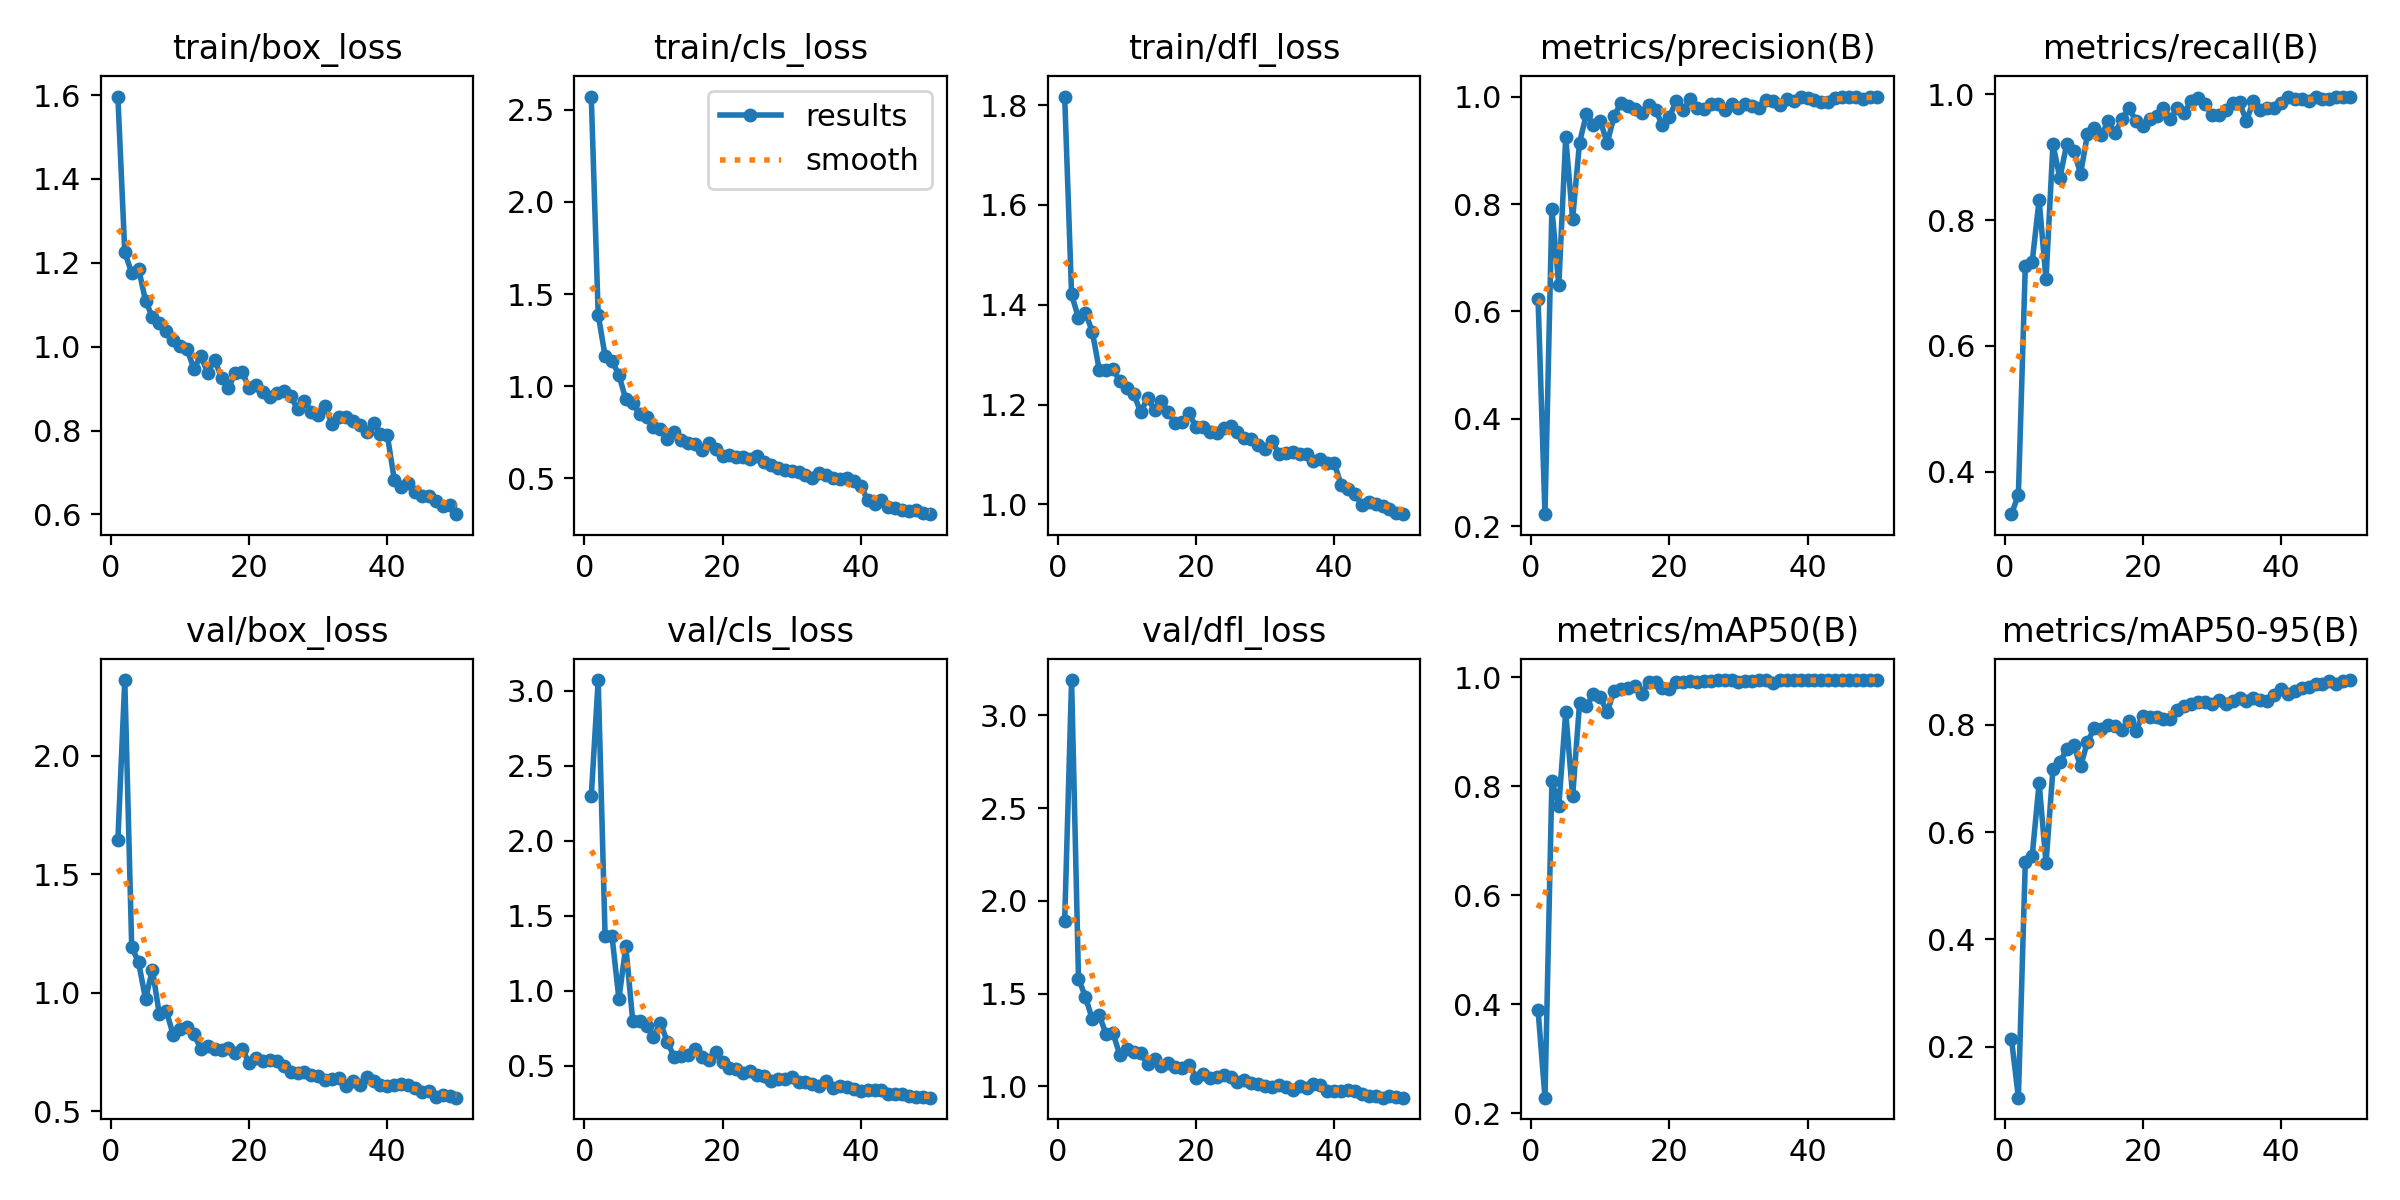 train/box_loss
1.6
1.4
1.2
1.0
0.8
0.6
0 20 40
train/cls_loss
results
smooth
2.5
2.0
1.5
1.0
0.5
0 20 40
train/dfl_loss
1.8
1.6
1.4
1.2
1.0
0 20 40
metrics/precision(B)
1.0
0.8
0.6
0.4
0.2
0 20 40
metrics/recall(B)
1.0
0.8
0.6
0.4
0 20 40
val/box_loss
2.0
1.5
1.0
0.5
0 20 40
val/cls_loss
3.0
2.5
2.0
1.5
1.0
0.5
0 20 40
val/dfl_loss
3.0
2.5
2.0
1.5
1.0
0 20 40
metrics/mAP50(B)
1.0
0.8
0.6
0.4
0.2
0 20 40
metrics/mAP50-95(B)
0.8
0.6
0.4
0.2
0 20 40